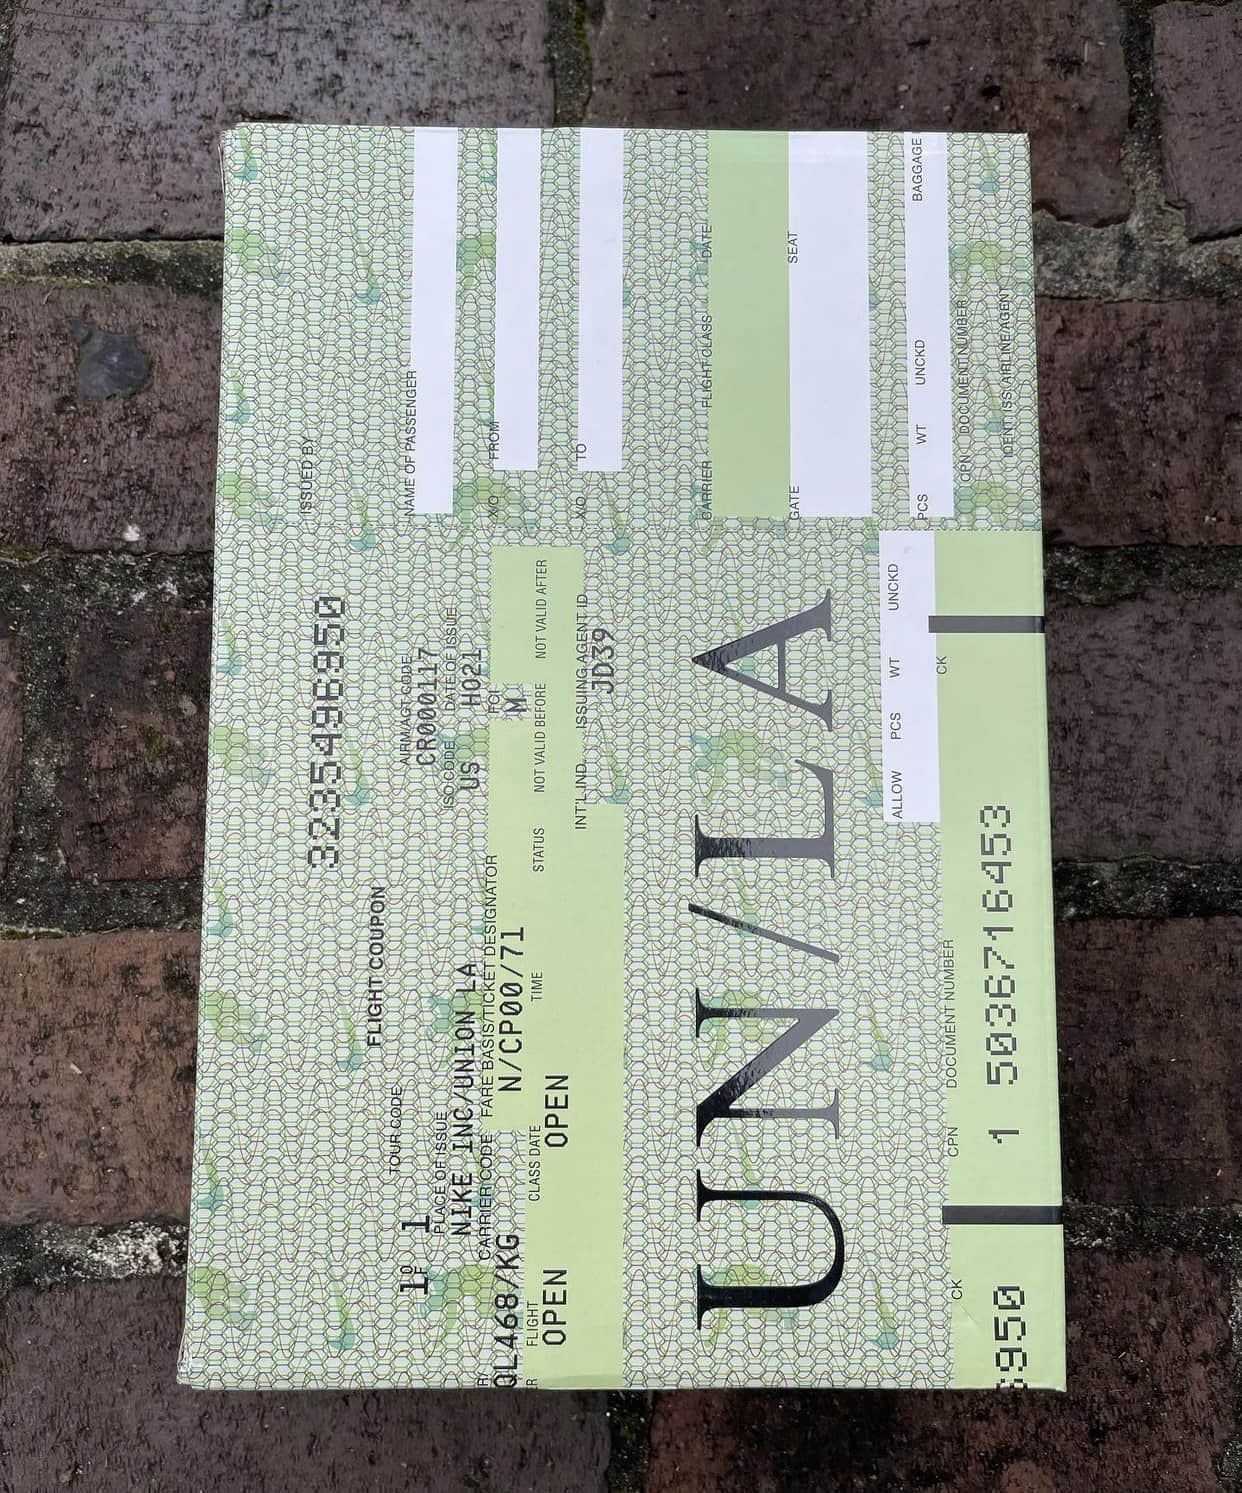 3235496350
FLIGHT COUPON
TOUR CODE
AIRMACT CODE
1 OF 1
CR000117
PLACE OF ISSUE
ISO CODE DATE OF ISSUE
NIKE INC/UNION LA
US H021
CARRIER CODE FARE BASIS/TICKET DESIGNATOR
FCI
QL468/KG N/CP00/71 M
FLIGHT CLASS DATE TIME STATUS NOT VALID BEFORE NOT VALID AFTER
OPEN OPEN
INT'L IND. ISSUING AGENT ID
JD39
UN/LA
ALLOW PCS WT UNCKD
CK CPN DOCUMENT NUMBER CK
950 1 5036716453
ISSUED BY
NAME OF PASSENGER
X/O FROM
X/O TO
CARRIER FLIGHT/CLASS DATE
GATE SEAT
PCS WT UNCKD BAGGAGE
CPN DOCUMENT NUMBER
IDENT ISS AIRLINE/AGENT